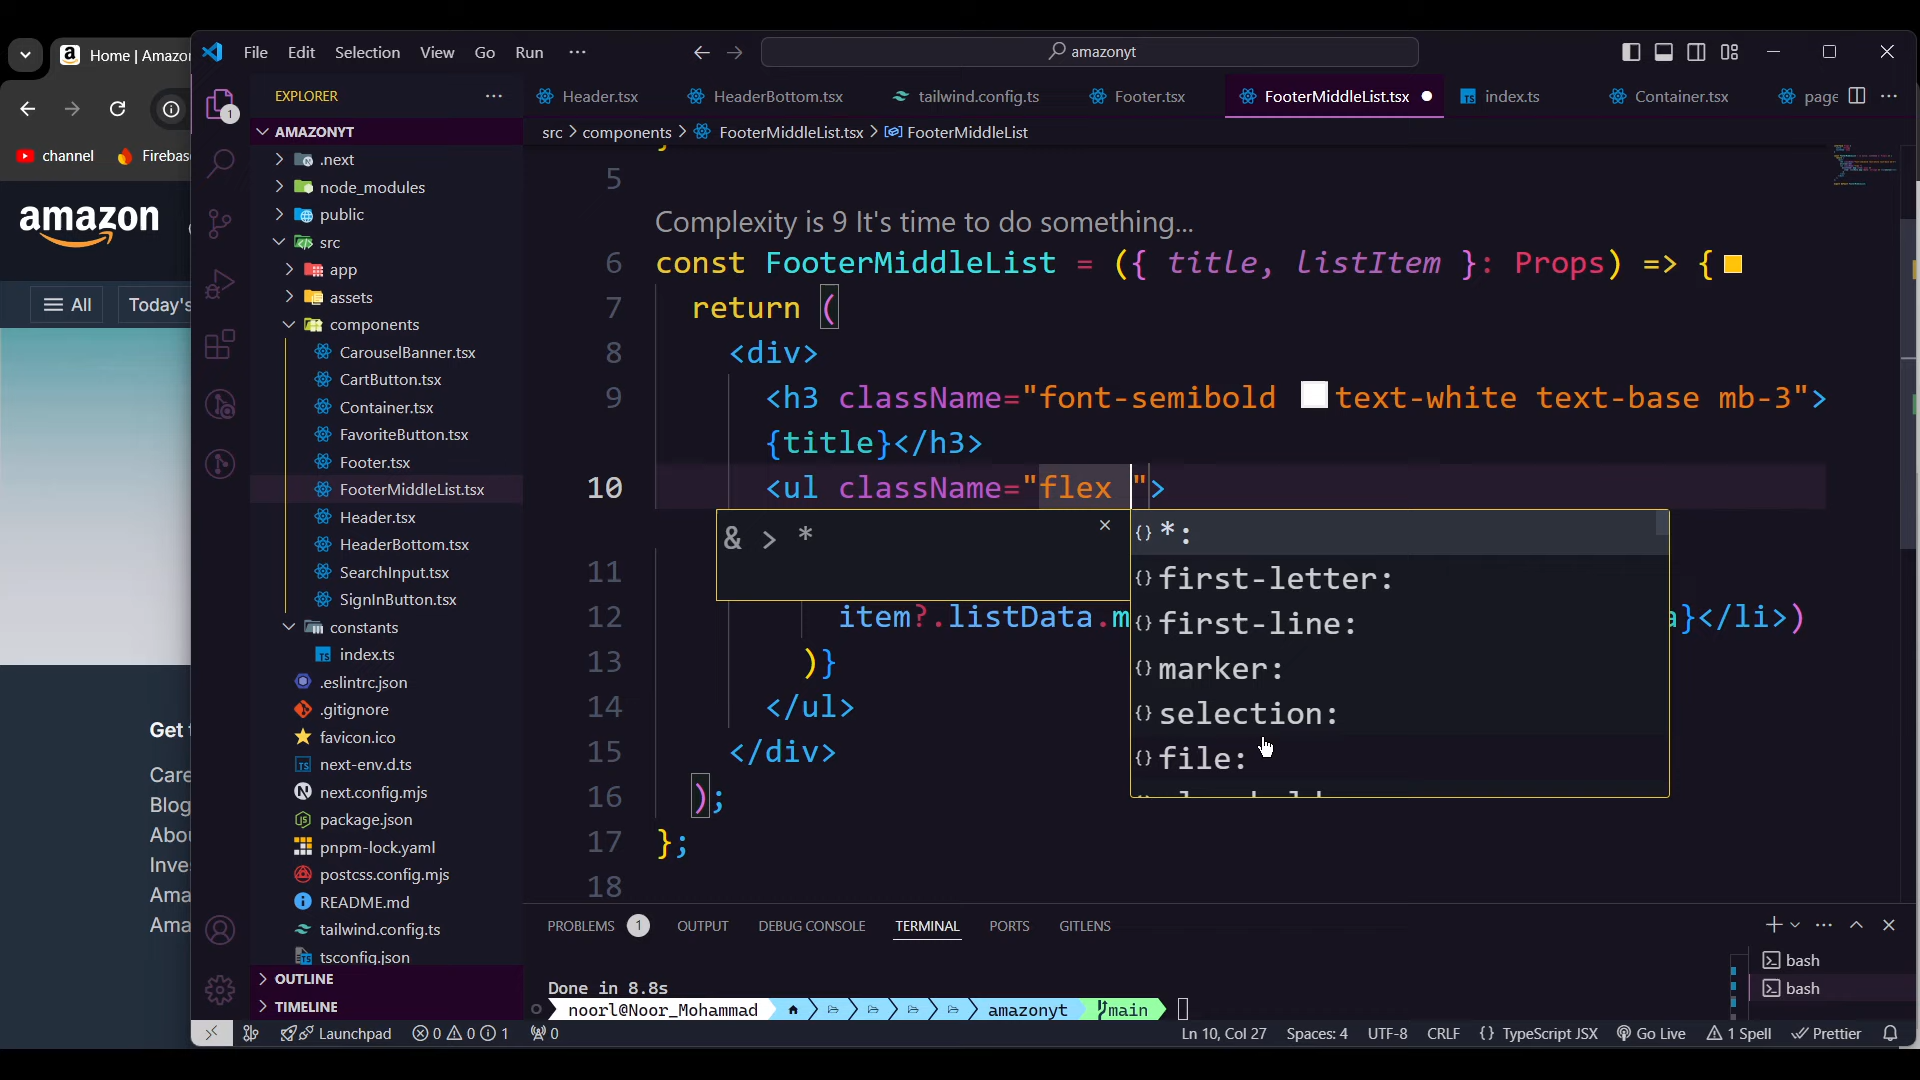 Home | Amazo
File Edit Selection View Go Run
amazonyt
channel
Firebas
amazon
All
Today's
Get
Care
Blog
Abou
Inve
Ama
Ama
1
EXPLORER
AMAZONYT
.next
node_modules
public
src
app
assets
components
CarouselBanner.tsx
CartButton.tsx
Container.tsx
FavoriteButton.tsx
Footer.tsx
FooterMiddleList.tsx
Header.tsx
HeaderBottom.tsx
SearchInput.tsx
SignInButton.tsx
constants
index.ts
.eslintrc.json
.gitignore
favicon.ico
next-env.d.ts
next.config.mjs
package.json
pnpm-lock.yaml
postcss.config.mjs
README.md
tailwind.config.ts
tsconfig.json
OUTLINE
TIMELINE
Header.tsx HeaderBottom.tsx tailwind.config.ts Footer.tsx FooterMiddleList.tsx index.ts Container.tsx page
src > components > FooterMiddleList.tsx > FooterMiddleList
5
Complexity is 9 It's time to do something...
6 const FooterMiddleList = ({ title, listItem }: Props) => {
7 return (
8 <div>
9 <h3 className="font-semibold text-white text-base mb-3">
{title}</h3>
10 <ul className="flex ">
& > *
*:
first-letter:
first-line:
marker:
selection:
file:
11
12 item?.listData.m }</li>)
13 )}
14 </ul>
15 </div>
16 );
17 };
18
PROBLEMS 1 OUTPUT DEBUG CONSOLE TERMINAL PORTS GITLENS
Done in 8.8s
noorl@Noor_Mohammad amazonyt main
bash
bash
Launchpad 0 0 1 0 Ln 10, Col 27 Spaces: 4 UTF-8 CRLF {} TypeScript JSX Go Live 1 Spell Prettier